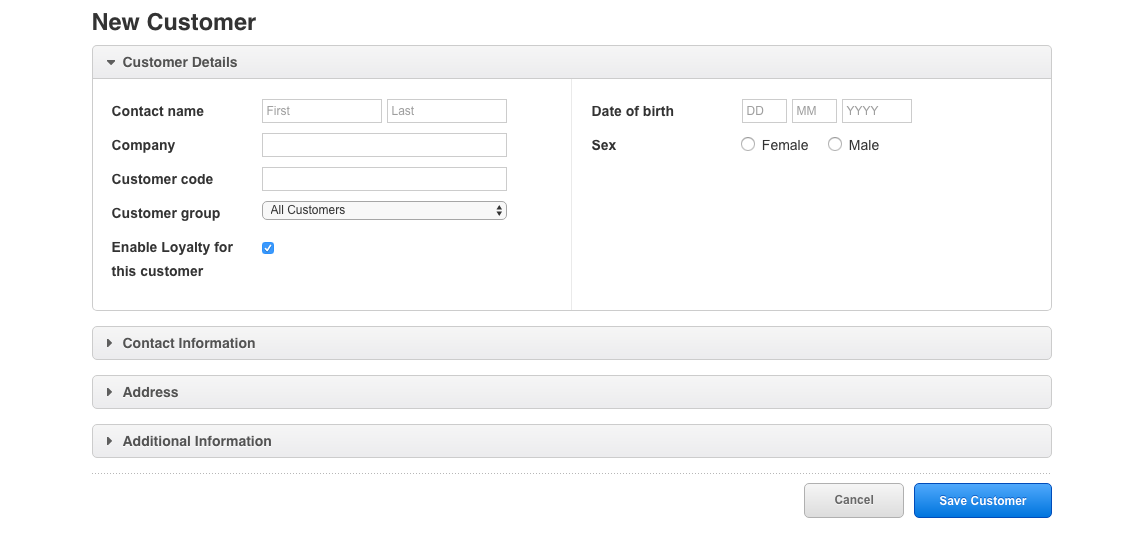 New Customer
Customer Details
Contact name First Last
Company
Customer code
Customer group All Customers
Enable Loyalty for
this customer
Date of birth DD MM YYYY
Sex Female Male
Contact Information
Address
Additional Information
Cancel Save Customer